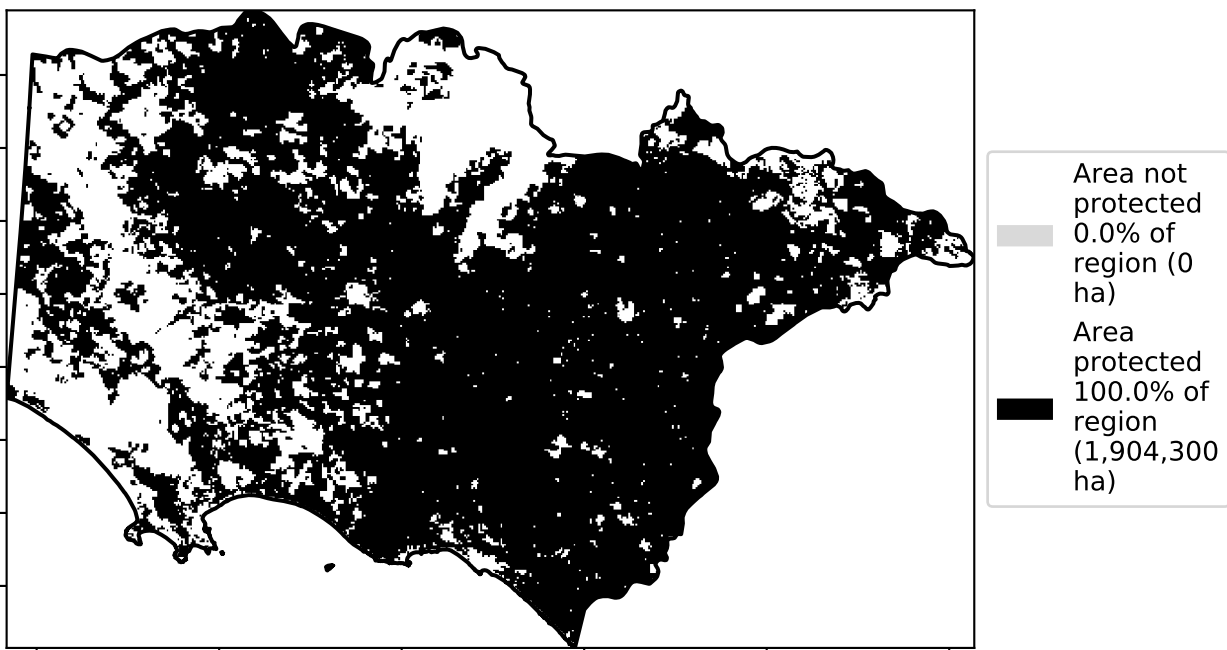 Area not
protected
0.0% of
region (0
ha)
Area
protected
100.0% of
region
(1,904,300
ha)